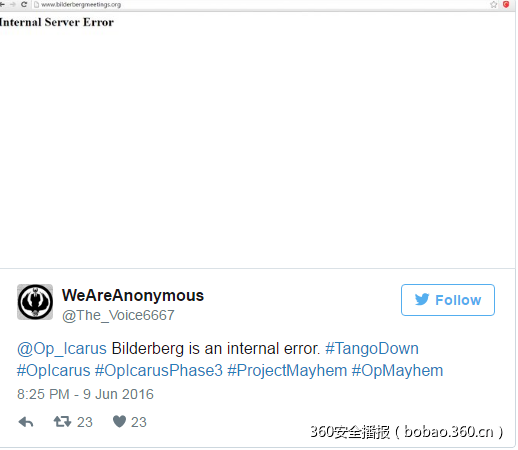 www.bilderbergmeetings.org
Internal Server Error
WeAreAnonymous
@The_Voice6667
Follow
@Op_Icarus Bilderberg is an internal error. #TangoDown
#OpIcarus #OpIcarusPhase3 #ProjectMayhem #OpMayhem
8:25 PM - 9 Jun 2016
23 23
360安全播报（bobao.360.cn）